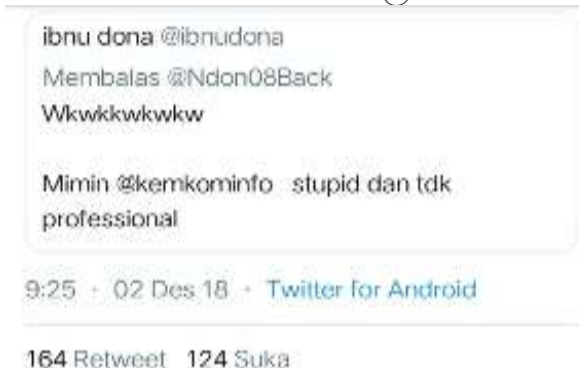 ibnu dona @ibnudona
Membalas @Ndon08Back
Wkwkkwkwkw
Mimin @kemkominfo stupid dan tdk
professional
9:25 · 02 Des 18 · Twitter for Android
164 Retweet 124 Suka